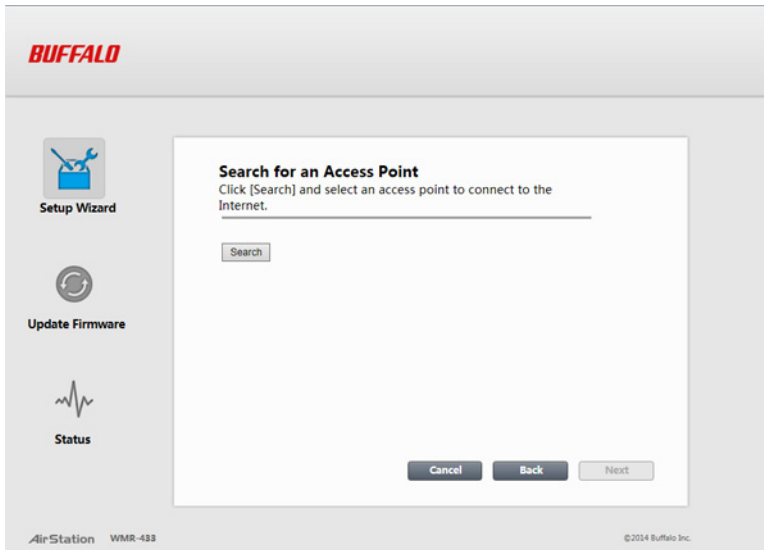 BUFFALO
Setup Wizard
Update Firmware
Status
Search for an Access Point
Click [Search] and select an access point to connect to the
Internet.
Search
Cancel
Back
Next
AirStation WMR-433
©2014 Buffalo Inc.